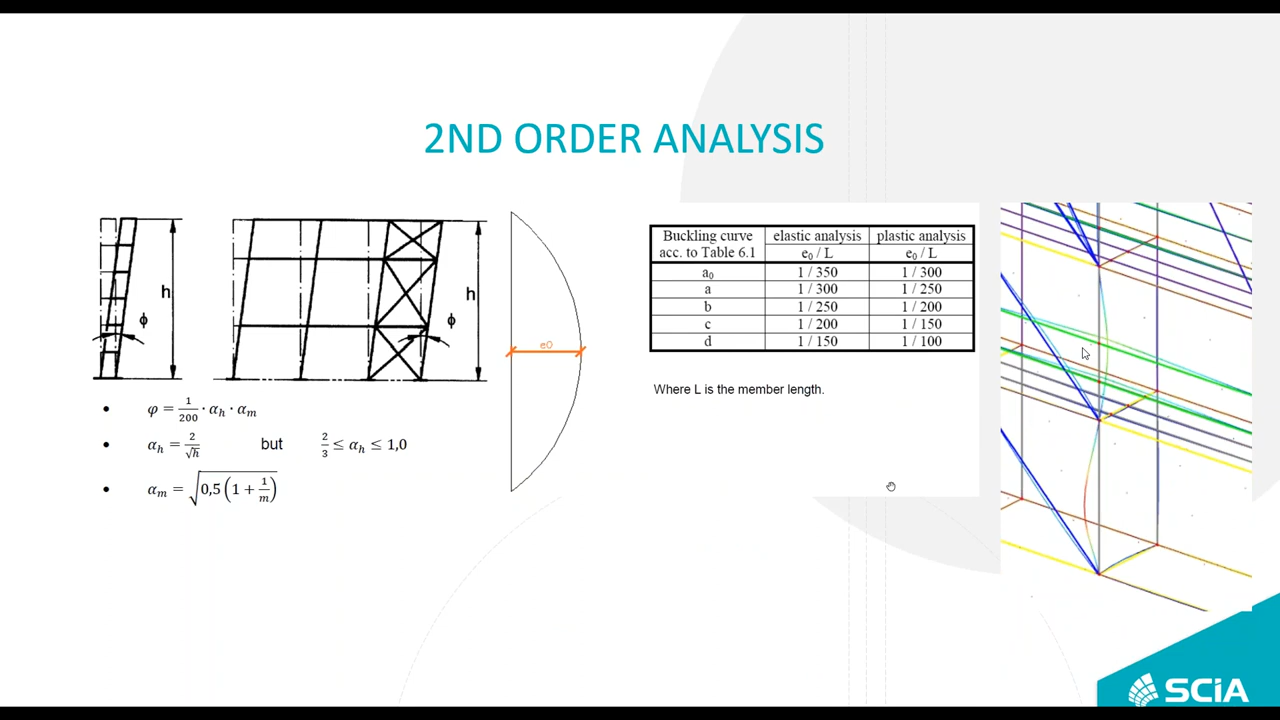 2ND ORDER ANALYSIS
h
ϕ
h
ϕ
• φ = 1/200 · αh · αm
• αh = 2/√h but 2/3 ≤ αh ≤ 1,0
• αm = √0,5(1 + 1/m)
e0
Buckling curve acc. to Table 6.1 | elastic analysis e0 / L | plastic analysis e0 / L
a0 1 / 350 1 / 300
a 1 / 300 1 / 250
b 1 / 250 1 / 200
c 1 / 200 1 / 150
d 1 / 150 1 / 100
Where L is the member length.
SCIA